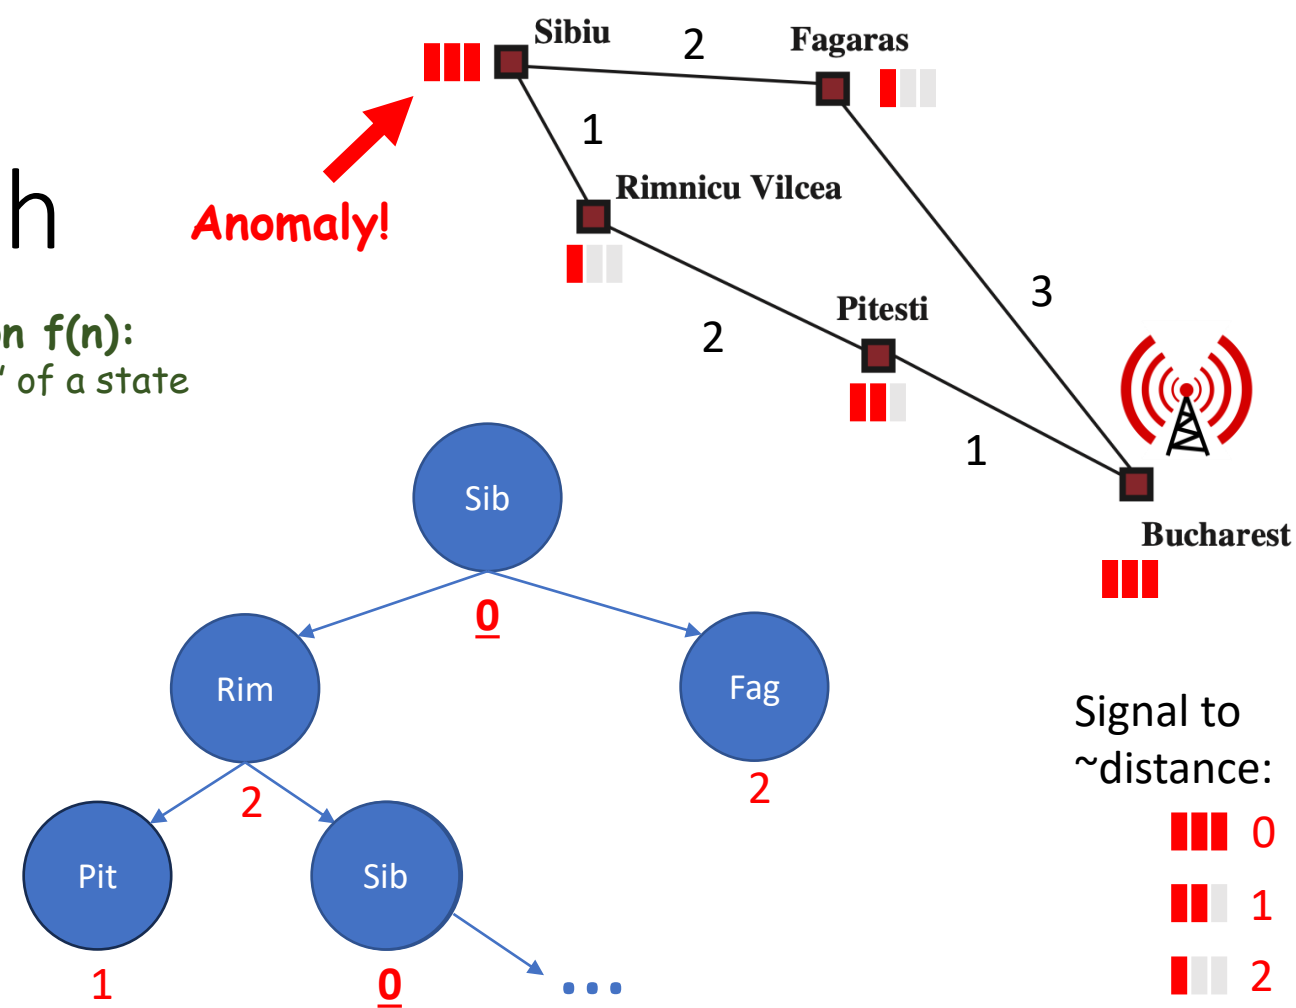 Sibiu
2
Fagaras
1
h
Rimnicu Vilcea
Anomaly!
3
Pitesti
on f(n):
2
" of a state
1
Sib
Bucharest
0
Rim
Fag
Signal to
~distance:
2
2
0
Pit
Sib
1
1
0
...
2